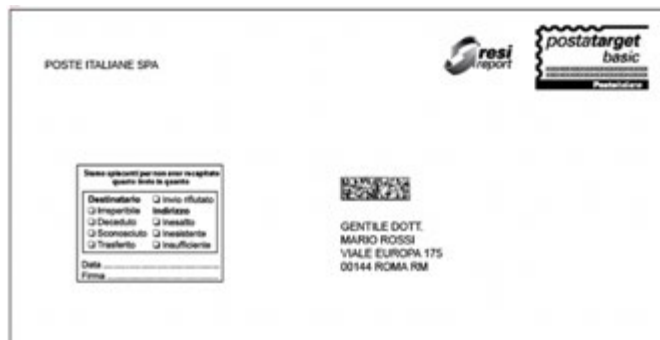 resi
report
postatarget
basic
Posteitaliane
POSTE ITALIANE SPA
Siamo spiacenti per non aver recapitato
quanto invio in quanto
Destinatario
❑ Irreperibile
❑ Deceduto
❑ Sconosciuto
❑ Trasferito
❑ Invio rifiutato
Indirizzo
❑ Inesatto
❑ Inesistente
❑ Insufficiente
Data
Firma
GENTILE DOTT.
MARIO ROSSI
VIALE EUROPA 175
00144 ROMA RM